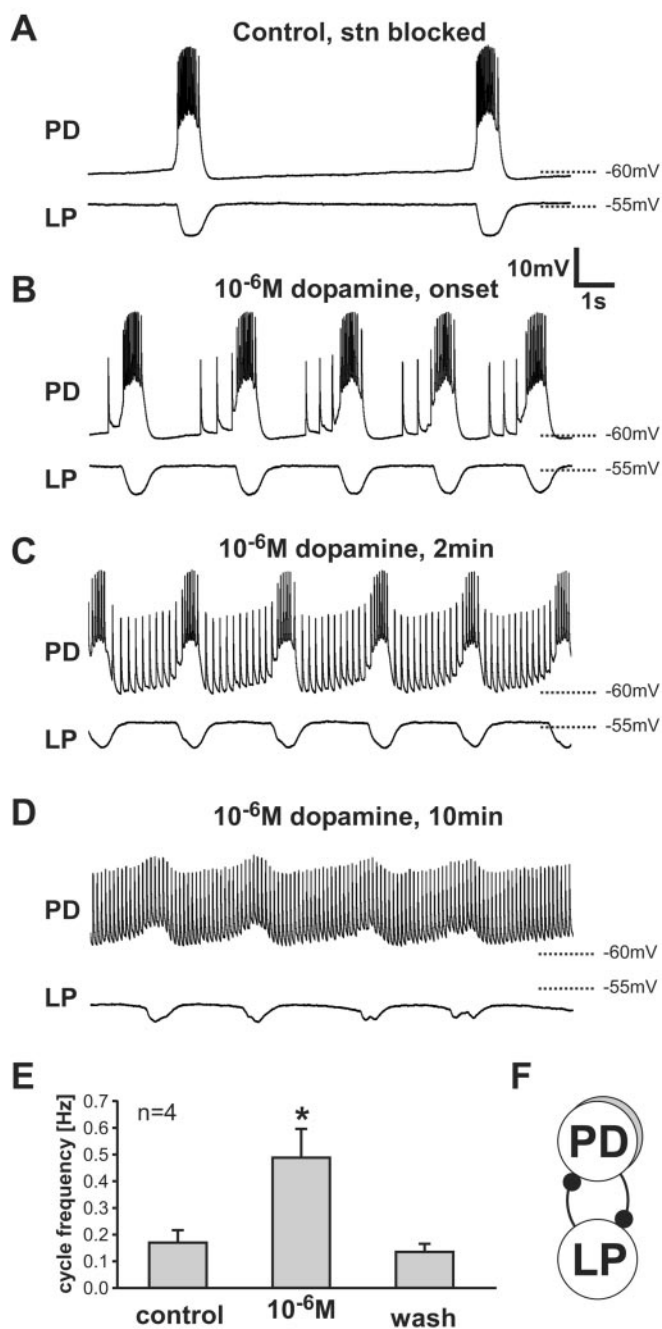 A
Control, stn blocked
PD
-60mV
LP
-55mV
10mV
1s
B
10-6M dopamine, onset
PD
-60mV
LP
-55mV
C
10-6M dopamine, 2min
PD
-60mV
LP
-55mV
D
10-6M dopamine, 10min
PD
-60mV
LP
-55mV
E
cycle frequency [Hz]
0.7
0.6
0.5
0.4
0.3
0.2
0.1
0.0
n=4
*
control
10-6M
wash
F
PD
LP